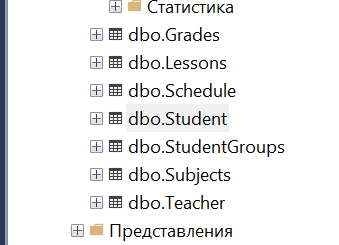 Статистика
dbo.Grades
dbo.Lessons
dbo.Schedule
dbo.Student
dbo.StudentGroups
dbo.Subjects
dbo.Teacher
Представления